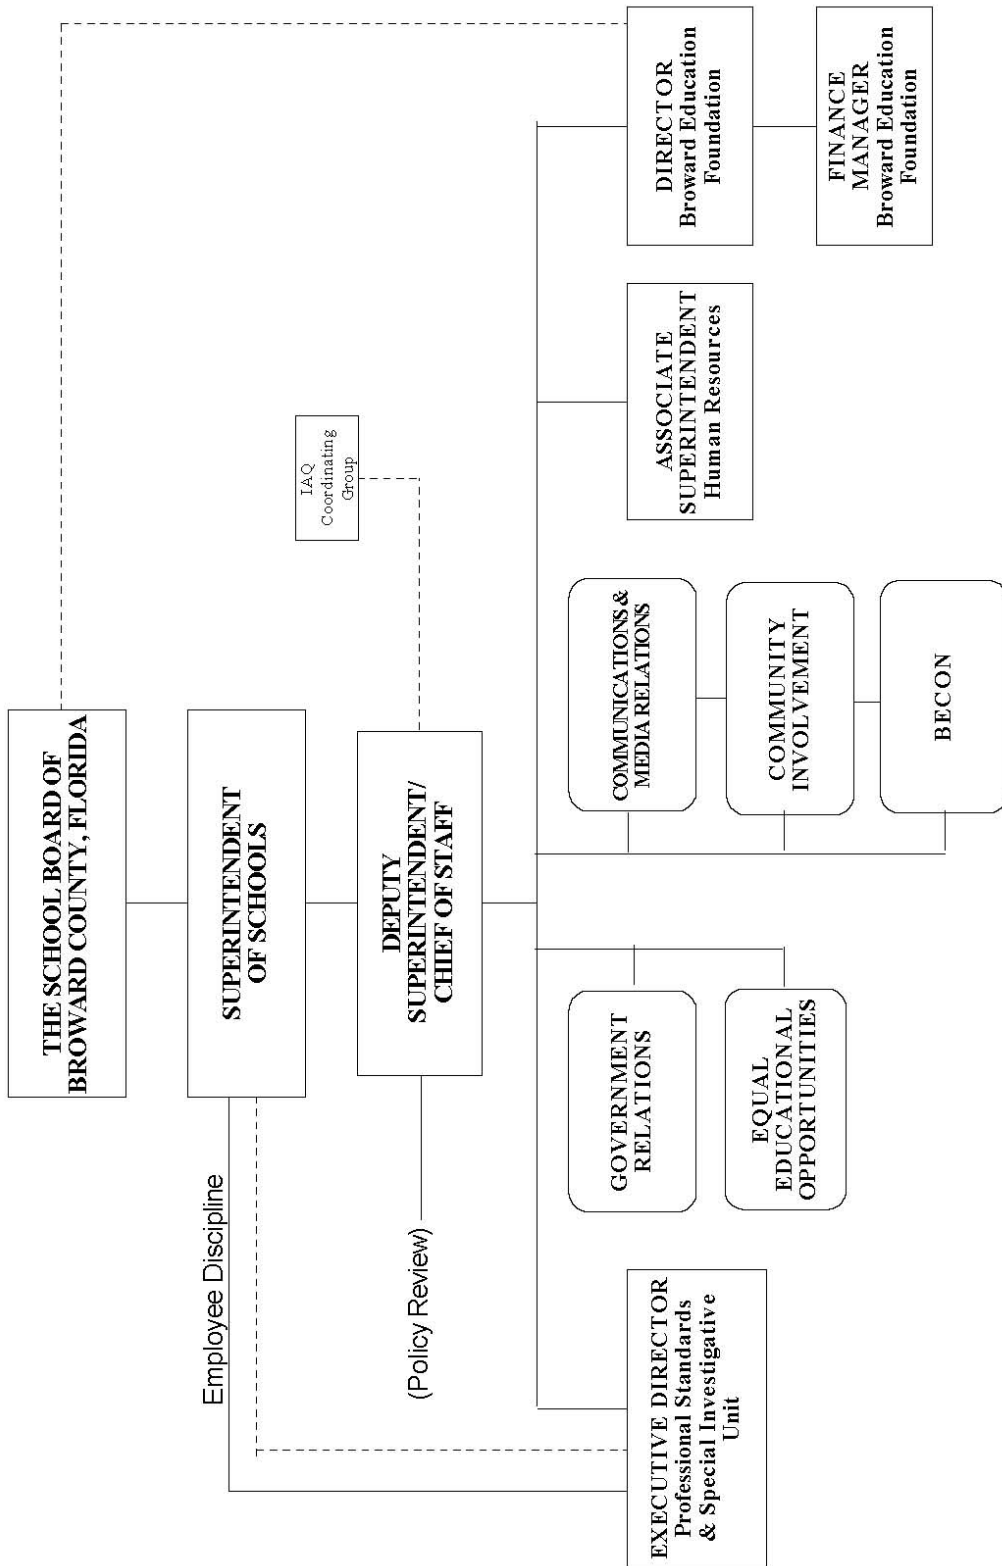 THE SCHOOL BOARD OF
BROWARD COUNTY, FLORIDA
SUPERINTENDENT
OF SCHOOLS
Employee Discipline
DEPUTY
SUPERINTENDENT/
CHIEF OF STAFF
(Policy Review)
IAQ
Coordinating
Group
EXECUTIVE DIRECTOR
Professional Standards
& Special Investigative
Unit
GOVERNMENT
RELATIONS
EQUAL
EDUCATIONAL
OPPORTUNITIES
COMMUNICATIONS &
MEDIA RELATIONS
COMMUNITY
INVOLVEMENT
BECON
ASSOCIATE
SUPERINTENDENT
Human Resources
DIRECTOR
Broward Education
Foundation
FINANCE
MANAGER
Broward Education
Foundation